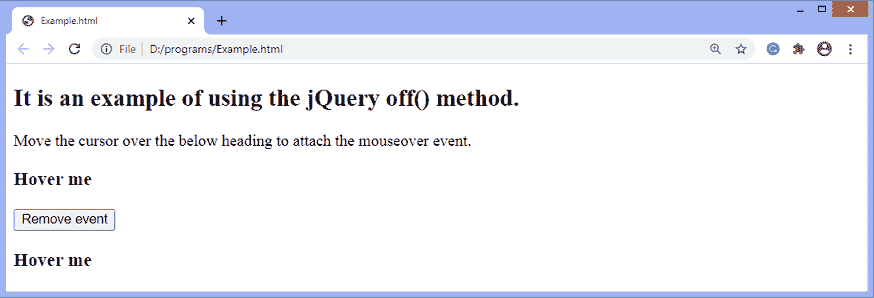 Example.html
File D:/programs/Example.html
It is an example of using the jQuery off() method.
Move the cursor over the below heading to attach the mouseover event.
Hover me
Remove event
Hover me